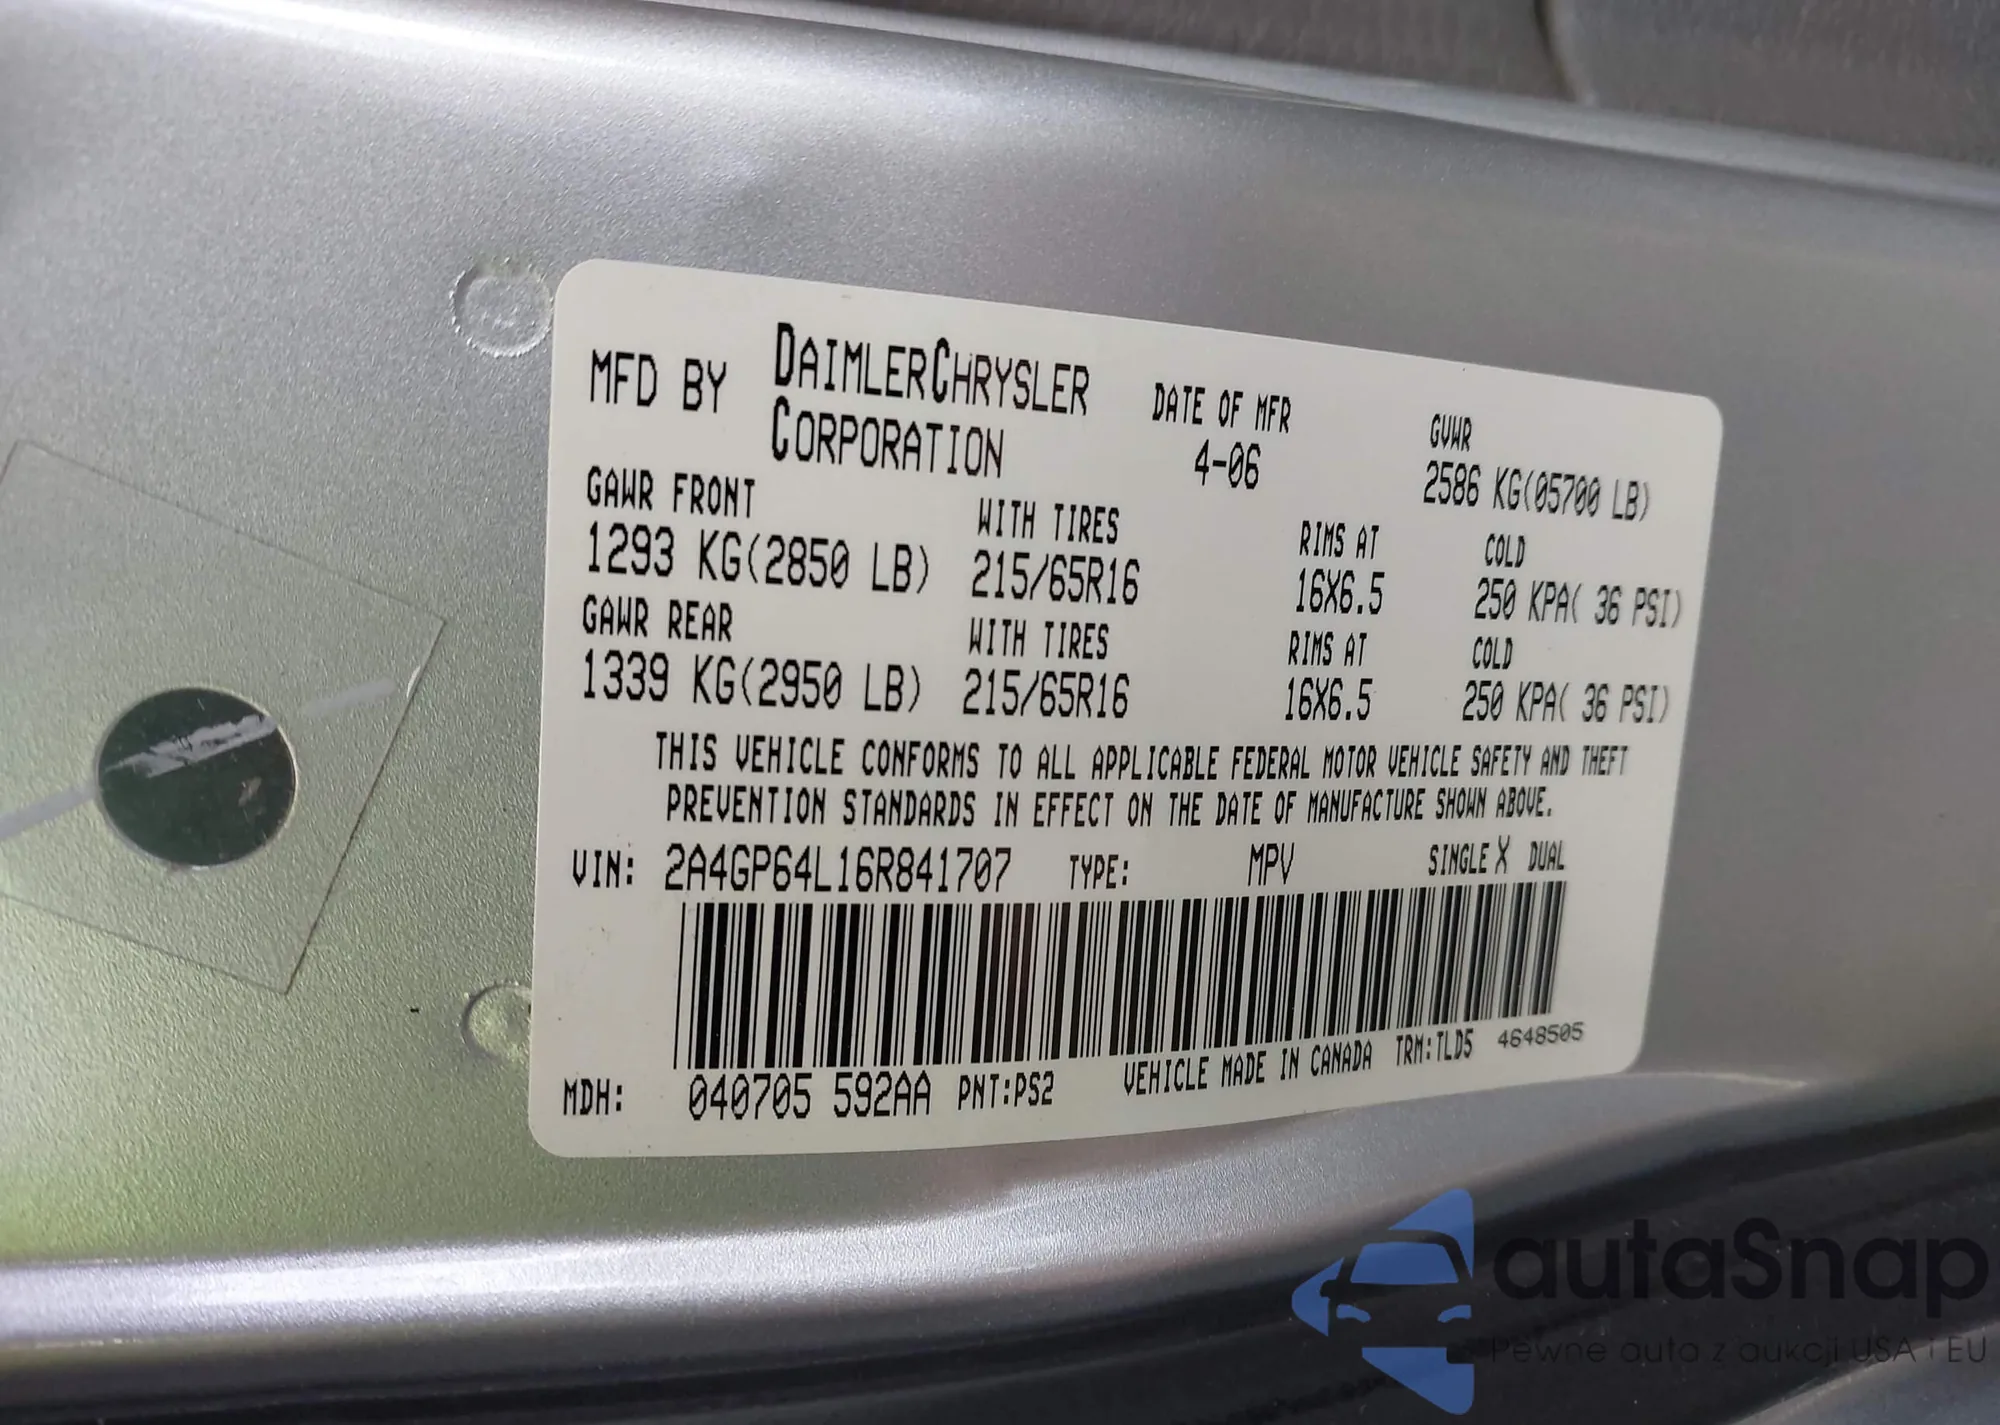 MFD BY DAIMLERCHRYSLER CORPORATION
DATE OF MFR 4-06
GVWR 2586 KG(05700 LB)
GAWR FRONT WITH TIRES RIMS AT COLD
1293 KG(2850 LB) 215/65R16 16X6.5 250 KPA( 36 PSI)
GAWR REAR WITH TIRES RIMS AT COLD
1339 KG(2950 LB) 215/65R16 16X6.5 250 KPA( 36 PSI)
THIS VEHICLE CONFORMS TO ALL APPLICABLE FEDERAL MOTOR VEHICLE SAFETY AND THEFT
PREVENTION STANDARDS IN EFFECT ON THE DATE OF MANUFACTURE SHOWN ABOVE.
VIN: 2A4GP64L16R841707 TYPE: MPV SINGLE X DUAL
MDH: 040705 592AA PNT:PS2 VEHICLE MADE IN CANADA TRM:TLD5 4648505
autaSnap
Pewne auta z aukcji USA i EU